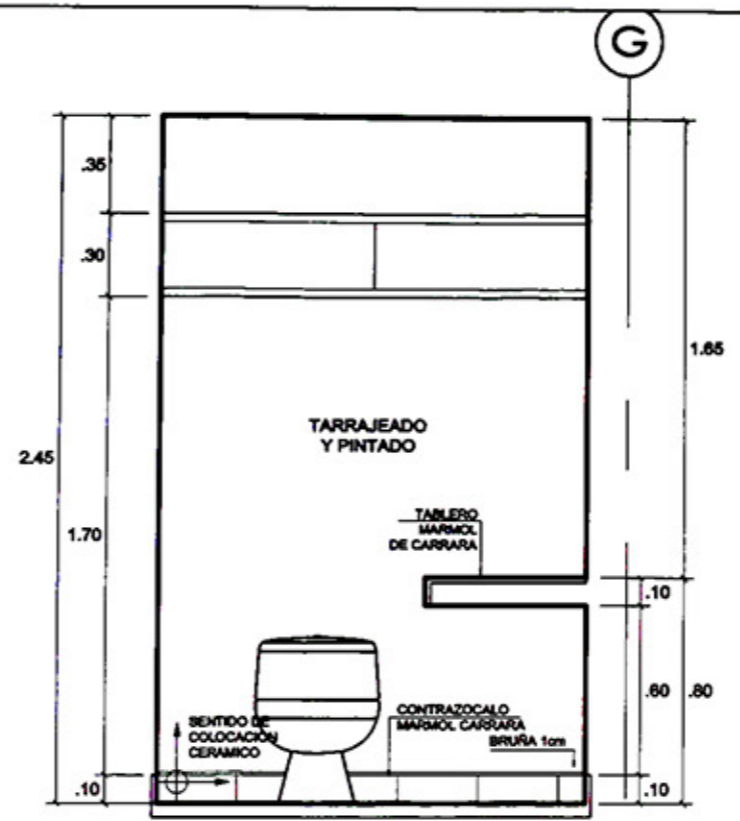 G
.35
.30
1.65
TARRAJEADO
Y PINTADO
2.45
1.70
TABLERO
MARMOL
DE CARRARA
.10
.60
.80
SENTIDO DE
COLOCACION
CERAMICO
CONTRAZOCALO
MARMOL CARRARA
BRUÑA 1cm
.10
.10